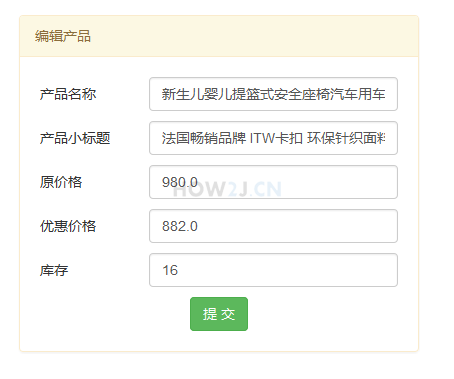 编辑产品
产品名称 新生儿婴儿提篮式安全座椅汽车用车
产品小标题 法国畅销品牌 ITW卡扣 环保针织面料
原价格 980.0
HOW2J.CN
优惠价格 882.0
库存 16
提 交